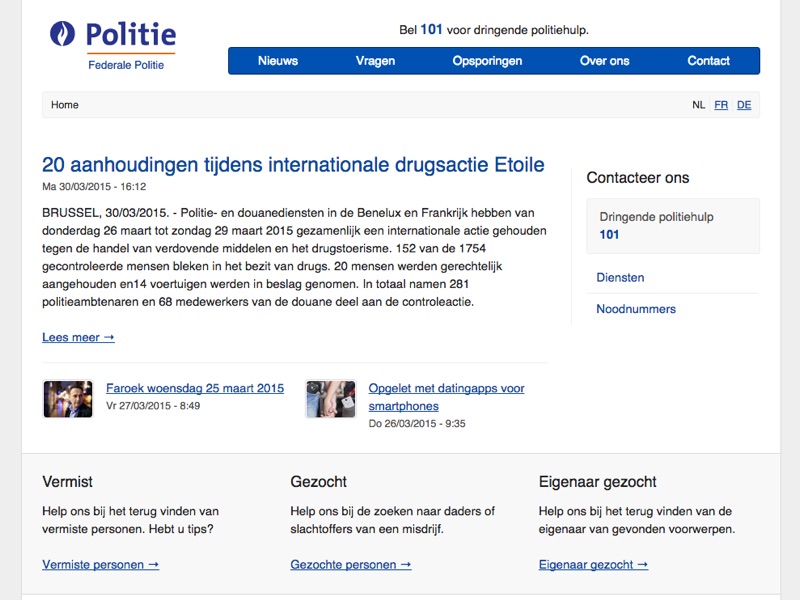 Politie
Federale Politie
Bel 101 voor dringende politiehulp.
Nieuws Vragen Opsporingen Over ons Contact
Home
NL FR DE
20 aanhoudingen tijdens internationale drugsactie Etoile
Ma 30/03/2015 - 16:12
BRUSSEL, 30/03/2015. - Politie- en douanediensten in de Benelux en Frankrijk hebben van
donderdag 26 maart tot zondag 29 maart 2015 gezamenlijk een internationale actie gehouden
tegen de handel van verdovende middelen en het drugstoerisme. 152 van de 1754
gecontroleerde mensen bleken in het bezit van drugs. 20 mensen werden gerechtelijk
aangehouden en14 voertuigen werden in beslag genomen. In totaal namen 281
politieambtenaren en 68 medewerkers van de douane deel aan de controleactie.
Lees meer →
Faroek woensdag 25 maart 2015
Vr 27/03/2015 - 8:49
Opgelet met datingapps voor
smartphones
Do 26/03/2015 - 9:35
Contacteer ons
Dringende politiehulp
101
Diensten
Noodnummers
Vermist
Help ons bij het terug vinden van
vermiste personen. Hebt u tips?
Vermiste personen →
Gezocht
Help ons bij de zoeken naar daders of
slachtoffers van een misdrijf.
Gezochte personen →
Eigenaar gezocht
Help ons bij het terug vinden van de
eigenaar van gevonden voorwerpen.
Eigenaar gezocht →